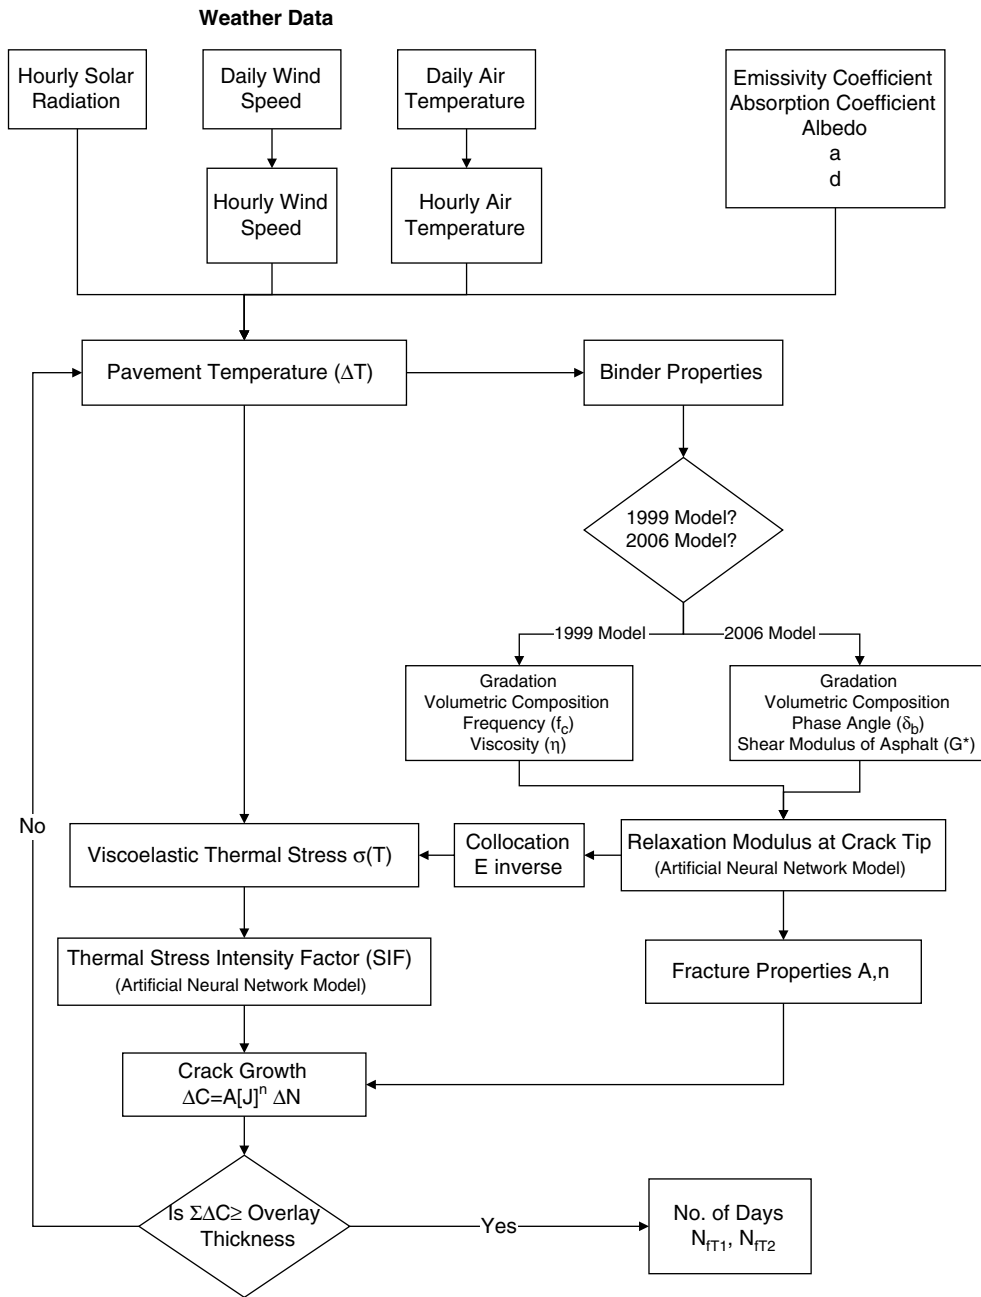 Weather Data
Hourly Solar
Radiation
Daily Wind
Speed
Daily Air
Temperature
Emissivity Coefficient
Absorption Coefficient
Albedo
a
d
Hourly Wind
Speed
Hourly Air
Temperature
Pavement Temperature (ΔT)
Binder Properties
1999 Model?
2006 Model?
1999 Model
2006 Model
Gradation
Volumetric Composition
Frequency (f_c)
Viscosity (η)
Gradation
Volumetric Composition
Phase Angle (δ_b)
Shear Modulus of Asphalt (G*)
No
Viscoelastic Thermal Stress σ(T)
Collocation
E inverse
Relaxation Modulus at Crack Tip
(Artificial Neural Network Model)
Thermal Stress Intensity Factor (SIF)
(Artificial Neural Network Model)
Fracture Properties A,n
Crack Growth
ΔC=A[J]^n ΔN
Is ΣΔC≥ Overlay
Thickness
Yes
No. of Days
N_fT1, N_fT2